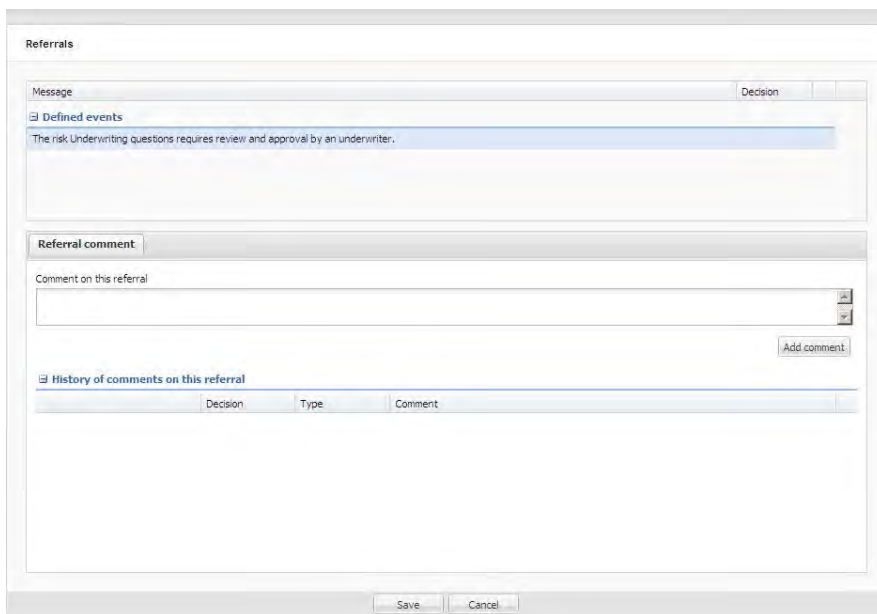 Referrals
Message Decision
Defined events
The risk Underwriting questions requires review and approval by an underwriter.
Referral comment
Comment on this referral
Add comment
History of comments on this referral
Decision Type Comment
Save Cancel